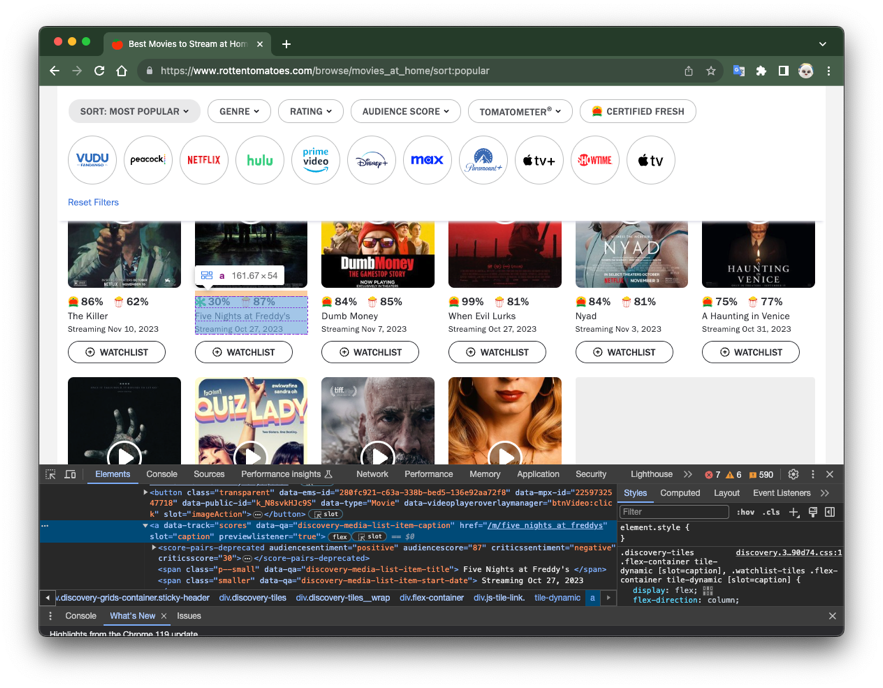 Best Movies to Stream at Hom
https://www.rottentomatoes.com/browse/movies_at_home/sort:popular
SORT: MOST POPULAR
GENRE
RATING
AUDIENCE SCORE
TOMATOMETER®
CERTIFIED FRESH
VUDU
FANDANGO
peacock
NETFLIX
hulu
prime video
Disney+
max
Paramount+
tv+
SHOWTIME
tv
Reset Filters
a 161.67×54
DumbMoney
THE GAMESTOP STORY
NOW PLAYING
NYAD
NETFLIX NOVEMBER 3
A HAUNTING IN VENICE
86% 62%
30% 87%
84% 85%
99% 81%
84% 81%
75% 77%
The Killer
Five Nights at Freddy's
Dumb Money
When Evil Lurks
Nyad
A Haunting in Venice
Streaming Nov 10, 2023
Streaming Oct 27, 2023
Streaming Oct 27, 2023
Streaming Nov 3, 2023
Streaming Oct 31, 2023
WATCHLIST
WATCHLIST
WATCHLIST
WATCHLIST
WATCHLIST
WATCHLIST
awkwafina
sandra oh
QUIZ LADY
tiff
Elements Console Sources Performance insights Network Performance Memory Application Security Lighthouse 7 6 590
<button class="transparent" data-ems-id="280fc921-c63a-338b-bed5-136e92aa72f8" data-mpx-id="22597325
47718" data-public-id="k_N8svkHJc9S" data-type="Movie" data-videoplayeroverlaymanager="btnVideo:clic
k" slot="imageAction">…</button> slot
<a data-track="scores" data-qa="discovery-media-list-item-caption" href="/m/five_nights_at_freddys"
slot="caption" previewlistener="true"> flex slot == $0
<score-pairs-deprecated audiencesentiment="positive" audiencescore="87" criticssentiment="negative"
criticsscore="30">…</score-pairs-deprecated>
<span class="p--small" data-qa="discovery-media-list-item-title"> Five Nights at Freddy's </span>
<span class="smaller" data-qa="discovery-media-list-item-start-date"> Streaming Oct 27, 2023
Styles Computed Layout Event Listeners
Filter :hov .cls
element.style {
}
.discovery-tiles discovery.3…90d74.css:1
.flex-container tile-
dynamic [slot=caption], .watchlist-tiles .flex-
container tile-dynamic [slot=caption] {
display: flex;
flex-direction: column;
v.discovery-grids-container.sticky-header div.discovery-tiles div.discovery-tiles__wrap div.flex-container div.js-tile-link. tile-dynamic a
Console What's New Issues
Highlights from the Chrome 119 update